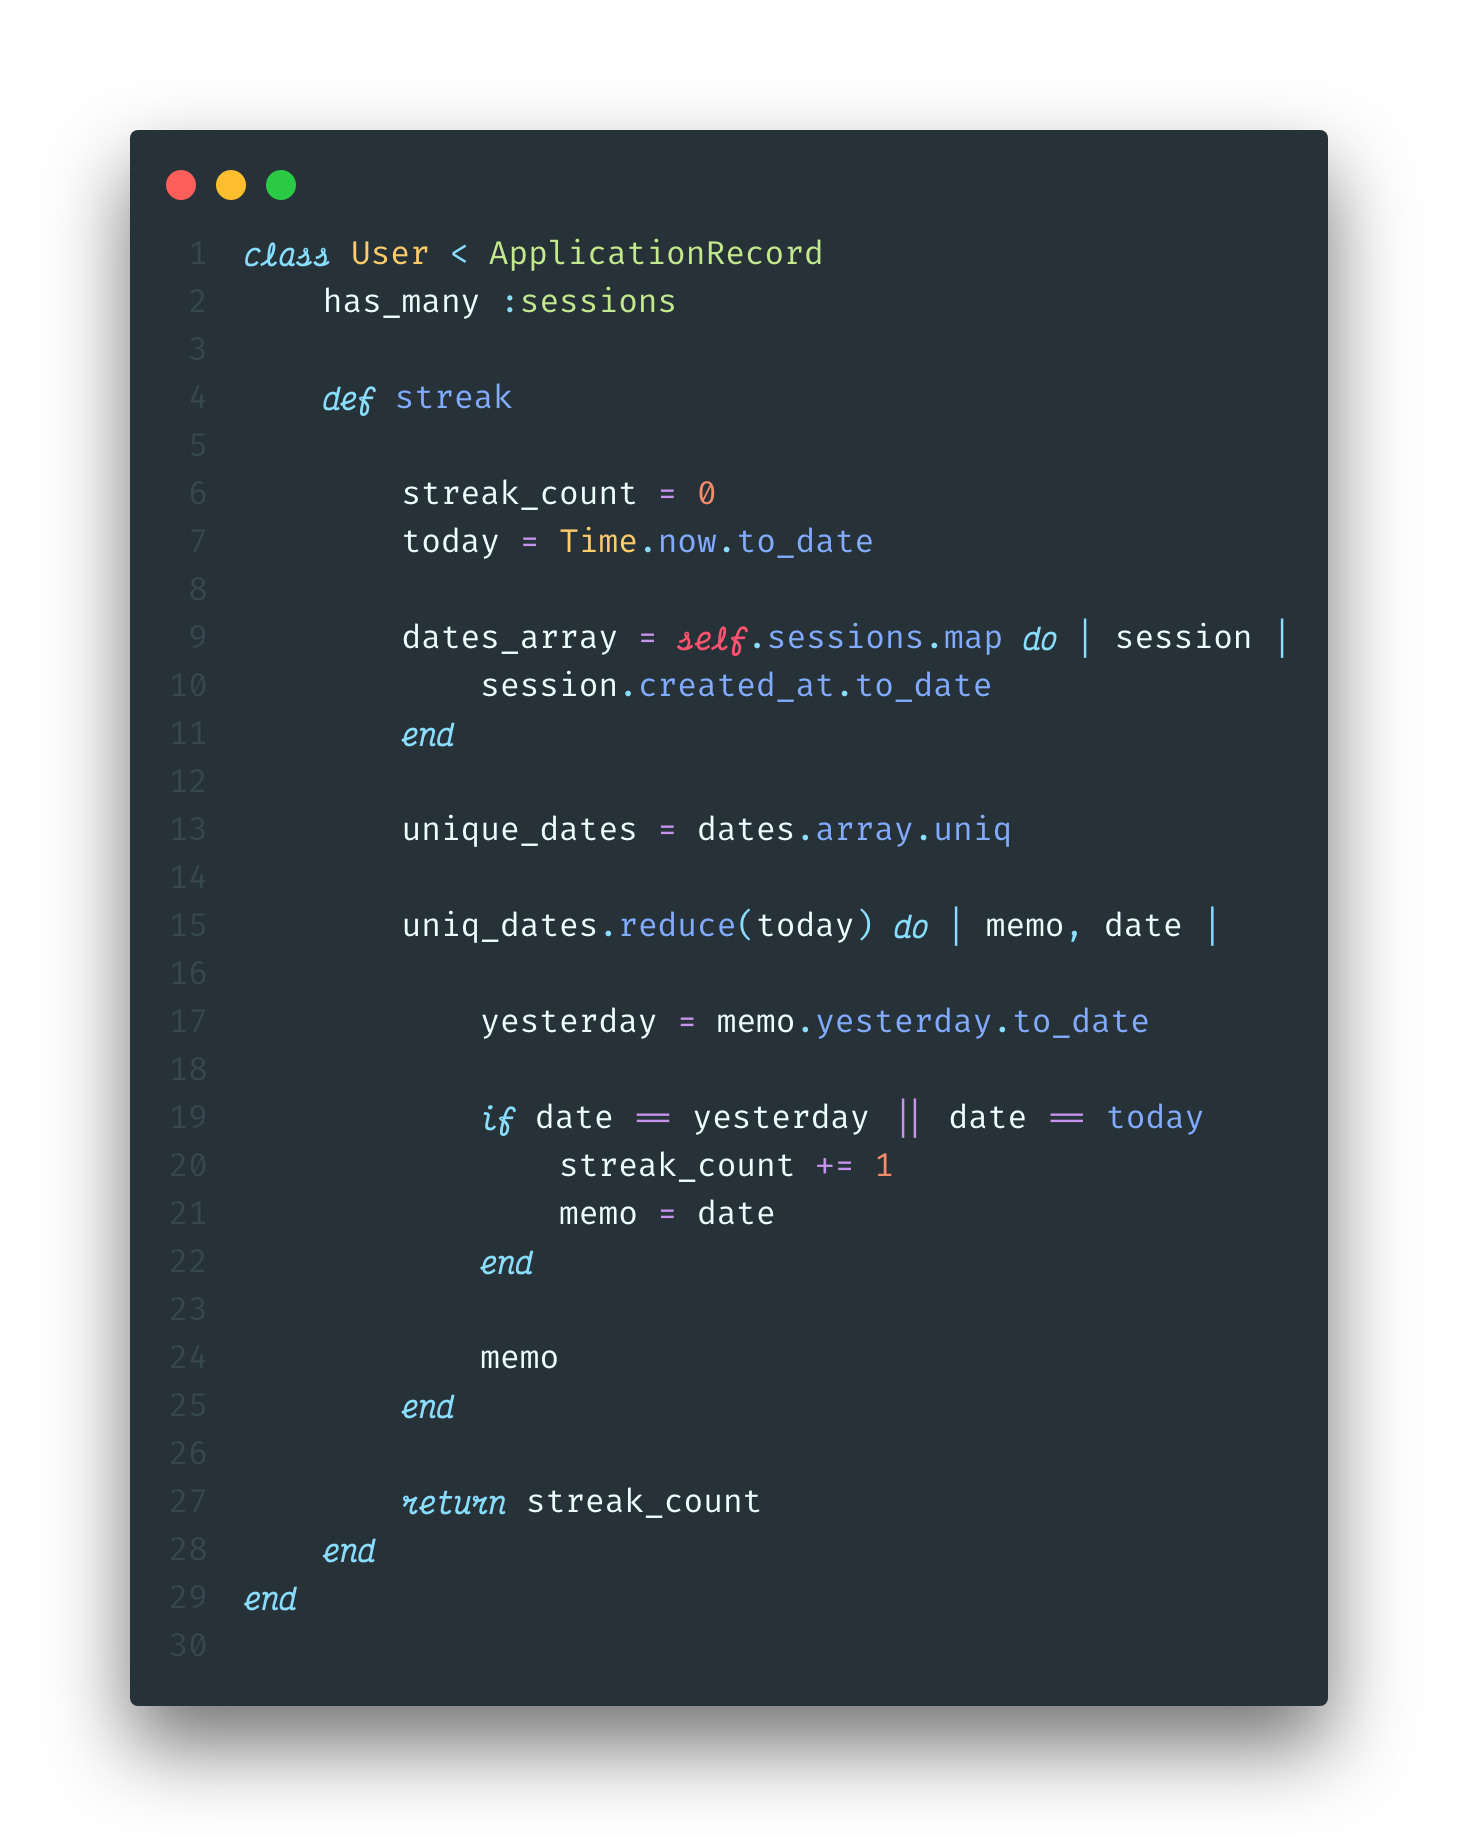 1 class User < ApplicationRecord
2     has_many :sessions
3
4     def streak
5
6         streak_count = 0
7         today = Time.now.to_date
8
9         dates_array = self.sessions.map do | session |
10             session.created_at.to_date
11         end
12
13         unique_dates = dates.array.uniq
14
15         uniq_dates.reduce(today) do | memo, date |
16
17             yesterday = memo.yesterday.to_date
18
19             if date == yesterday || date == today
20                 streak_count += 1
21                 memo = date
22             end
23
24             memo
25         end
26
27         return streak_count
28     end
29 end
30